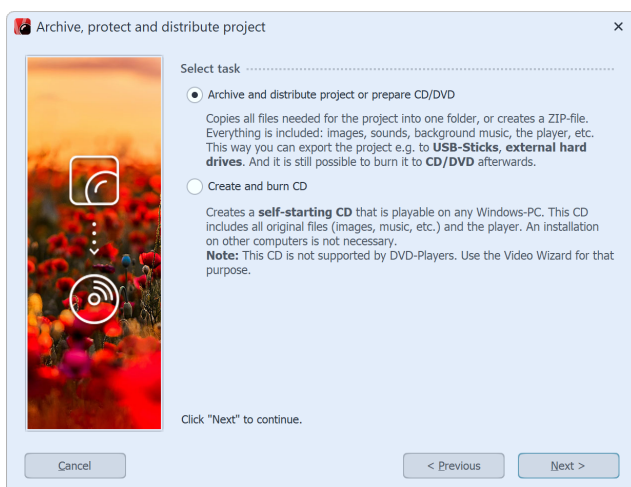 Archive, protect and distribute project
Select task
Archive and distribute project or prepare CD/DVD
Copies all files needed for the project into one folder, or creates a ZIP-file.
Everything is included: images, sounds, background music, the player, etc.
This way you can export the project e.g. to USB-Sticks, external hard
drives. And it is still possible to burn it to CD/DVD afterwards.
Create and burn CD
Creates a self-starting CD that is playable on any Windows-PC. This CD
includes all original files (images, music, etc.) and the player. An installation
on other computers is not necessary.
Note: This CD is not supported by DVD-Players. Use the Video Wizard for that
purpose.
Click "Next" to continue.
Cancel
< Previous
Next >